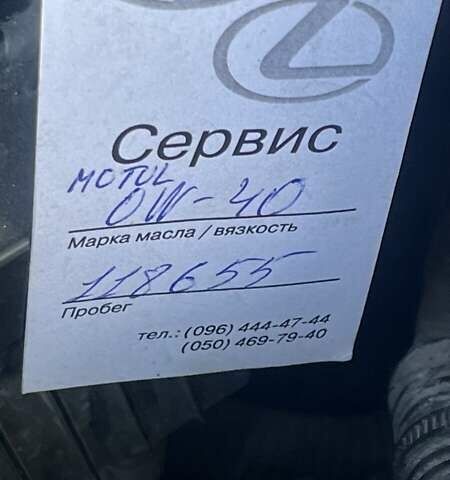 Сервис
MOTUL
0W-40
Марка масла / вязкость
118655
Пробег
тел.: (096) 444-47-44
(050) 469-79-40